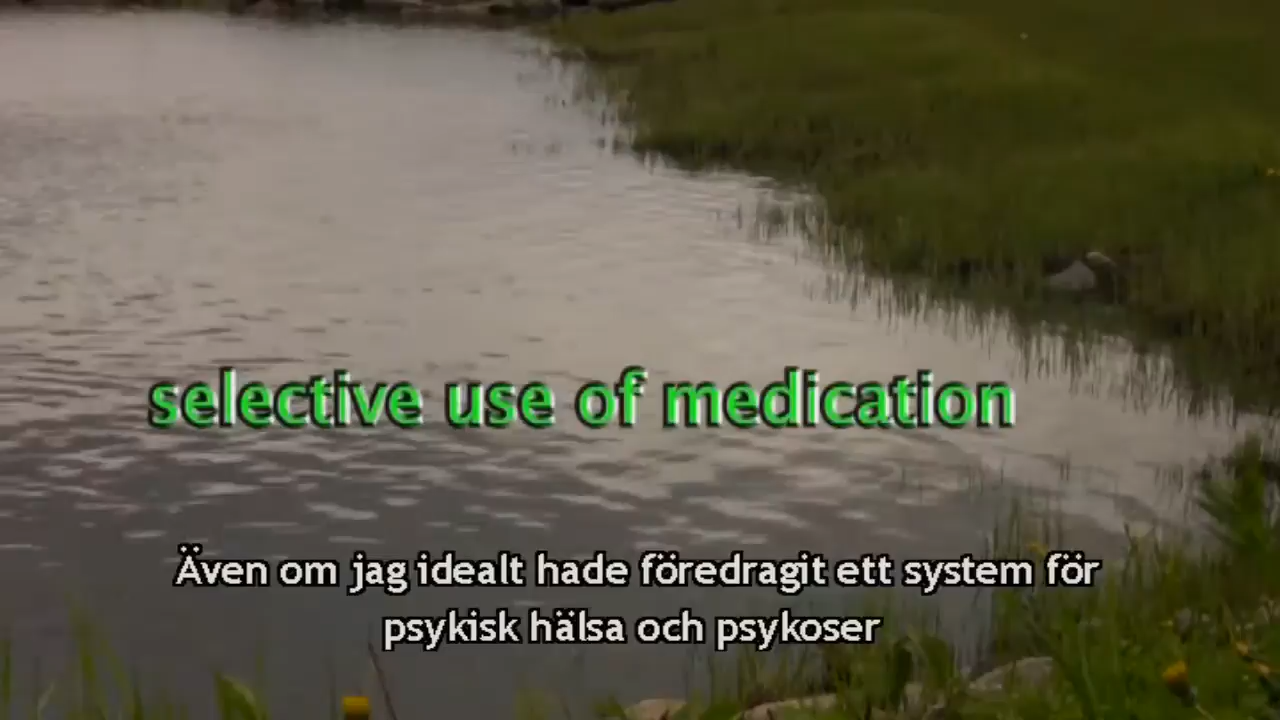 selective use of medication
Även om jag idealt hade föredragit ett system för
psykisk hälsa och psykoser